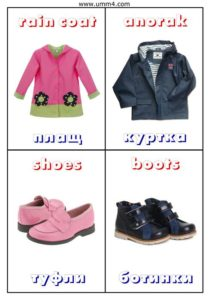 www.umm4.com
rain coat
anorak
плащ
куртка
shoes
boots
туфли
ботинки